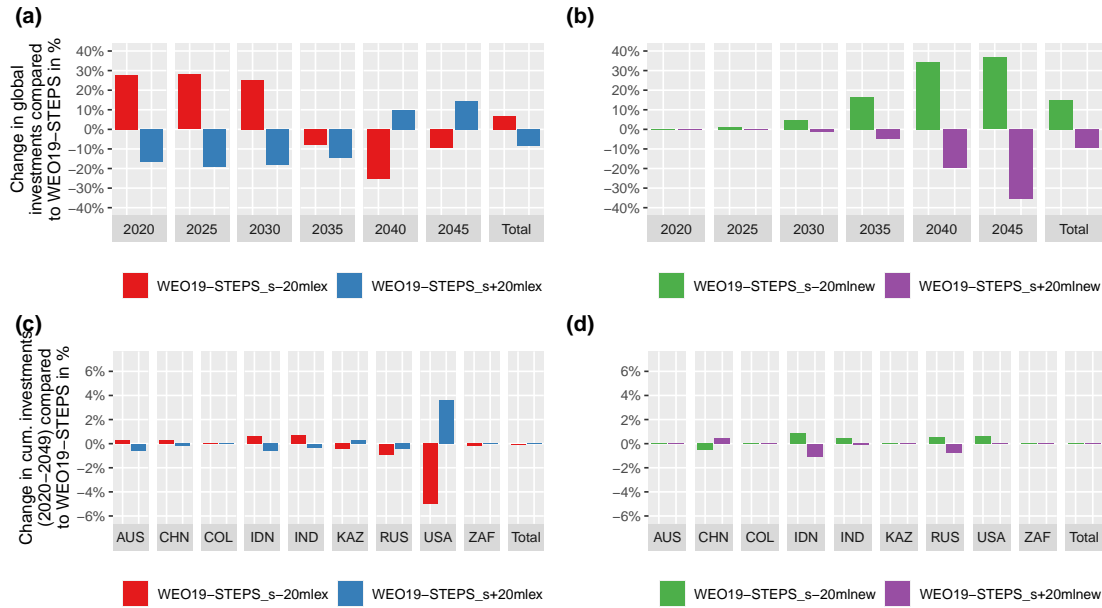 (a)
(b)
Change in global
investments compared
to WEO19−STEPS in %
40%
30%
20%
10%
0%
−10%
−20%
−30%
−40%
2020 2025 2030 2035 2040 2045 Total
40%
30%
20%
10%
0%
−10%
−20%
−30%
−40%
2020 2025 2030 2035 2040 2045 Total
WEO19−STEPS_s−20mlex WEO19−STEPS_s+20mlex
WEO19−STEPS_s−20mlnew WEO19−STEPS_s+20mlnew
(c)
(d)
Change in cum. investments
(2020−2049) compared
to WEO19−STEPS in %
6%
4%
2%
0%
−2%
−4%
−6%
AUS CHN COL IDN IND KAZ RUS USA ZAF Total
6%
4%
2%
0%
−2%
−4%
−6%
AUS CHN COL IDN IND KAZ RUS USA ZAF Total
WEO19−STEPS_s−20mlex WEO19−STEPS_s+20mlex
WEO19−STEPS_s−20mlnew WEO19−STEPS_s+20mlnew